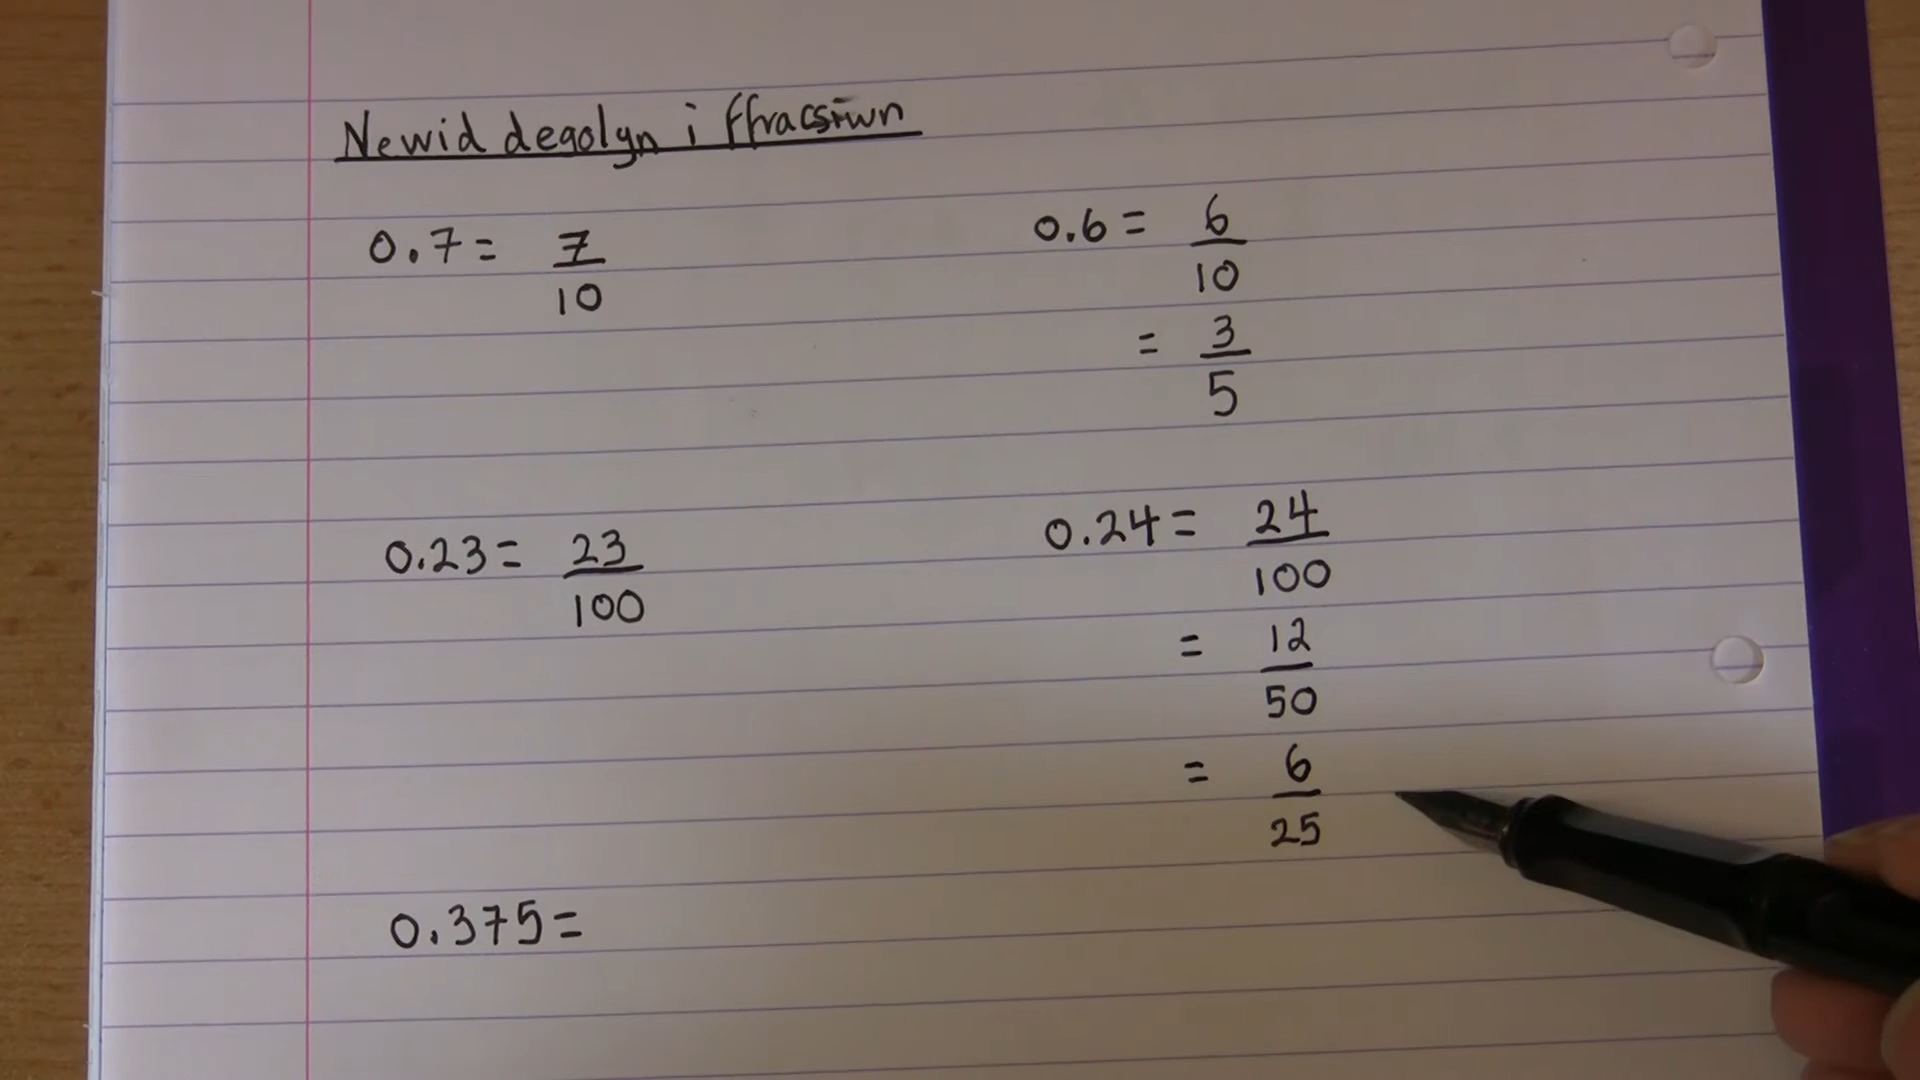 Newid degolyn i ffracsiwn
0.7 = 7/10
0.6 = 6/10
= 3/5
0.23 = 23/100
0.24 = 24/100
= 12/50
= 6/25
0.375 =